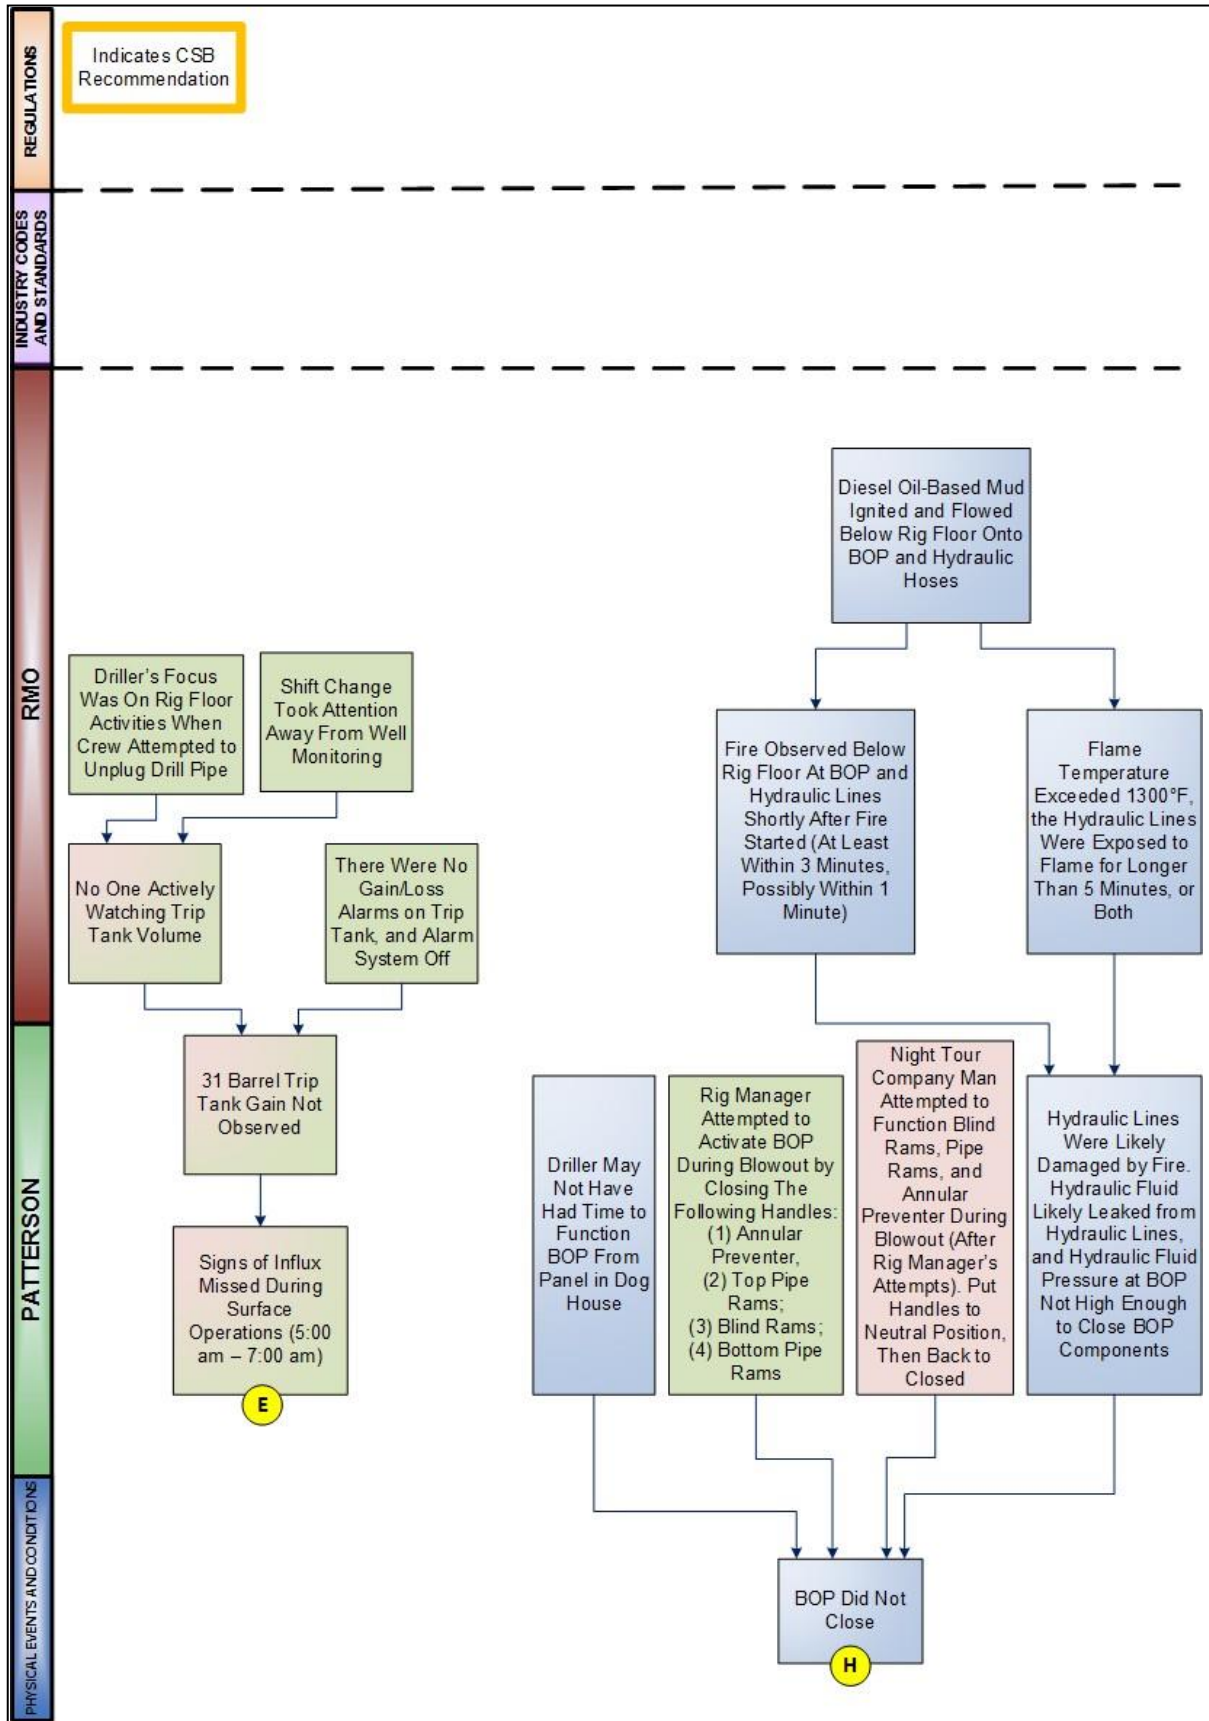 REGULATIONS
Indicates CSB
Recommendation
INDUSTRY CODES
AND STANDARDS
RMO
Diesel Oil-Based Mud
Ignited and Flowed
Below Rig Floor Onto
BOP and Hydraulic
Hoses
Driller's Focus
Was On Rig Floor
Activities When
Crew Attempted to
Unplug Drill Pipe
Shift Change
Took Attention
Away From Well
Monitoring
Fire Observed Below
Rig Floor At BOP and
Hydraulic Lines
Shortly After Fire
Started (At Least
Within 3 Minutes,
Possibly Within 1
Minute)
Flame
Temperature
Exceeded 1300°F,
the Hydraulic Lines
Were Exposed to
Flame for Longer
Than 5 Minutes, or
Both
No One Actively
Watching Trip
Tank Volume
There Were No
Gain/Loss
Alarms on Trip
Tank, and Alarm
System Off
PATTERSON
31 Barrel Trip
Tank Gain Not
Observed
Signs of Influx
Missed During
Surface
Operations (5:00
am – 7:00 am)
E
Driller May
Not Have
Had Time to
Function
BOP From
Panel in Dog
House
Rig Manager
Attempted to
Activate BOP
During Blowout by
Closing The
Following Handles:
(1) Annular
Preventer,
(2) Top Pipe
Rams;
(3) Blind Rams;
(4) Bottom Pipe
Rams
Night Tour
Company Man
Attempted to
Function Blind
Rams, Pipe
Rams, and
Annular
Preventer During
Blowout (After
Rig Manager's
Attempts). Put
Handles to
Neutral Position,
Then Back to
Closed
Hydraulic Lines
Were Likely
Damaged by Fire.
Hydraulic Fluid
Likely Leaked from
Hydraulic Lines,
and Hydraulic Fluid
Pressure at BOP
Not High Enough
to Close BOP
Components
PHYSICAL EVENTS AND CONDITIONS
BOP Did Not
Close
H